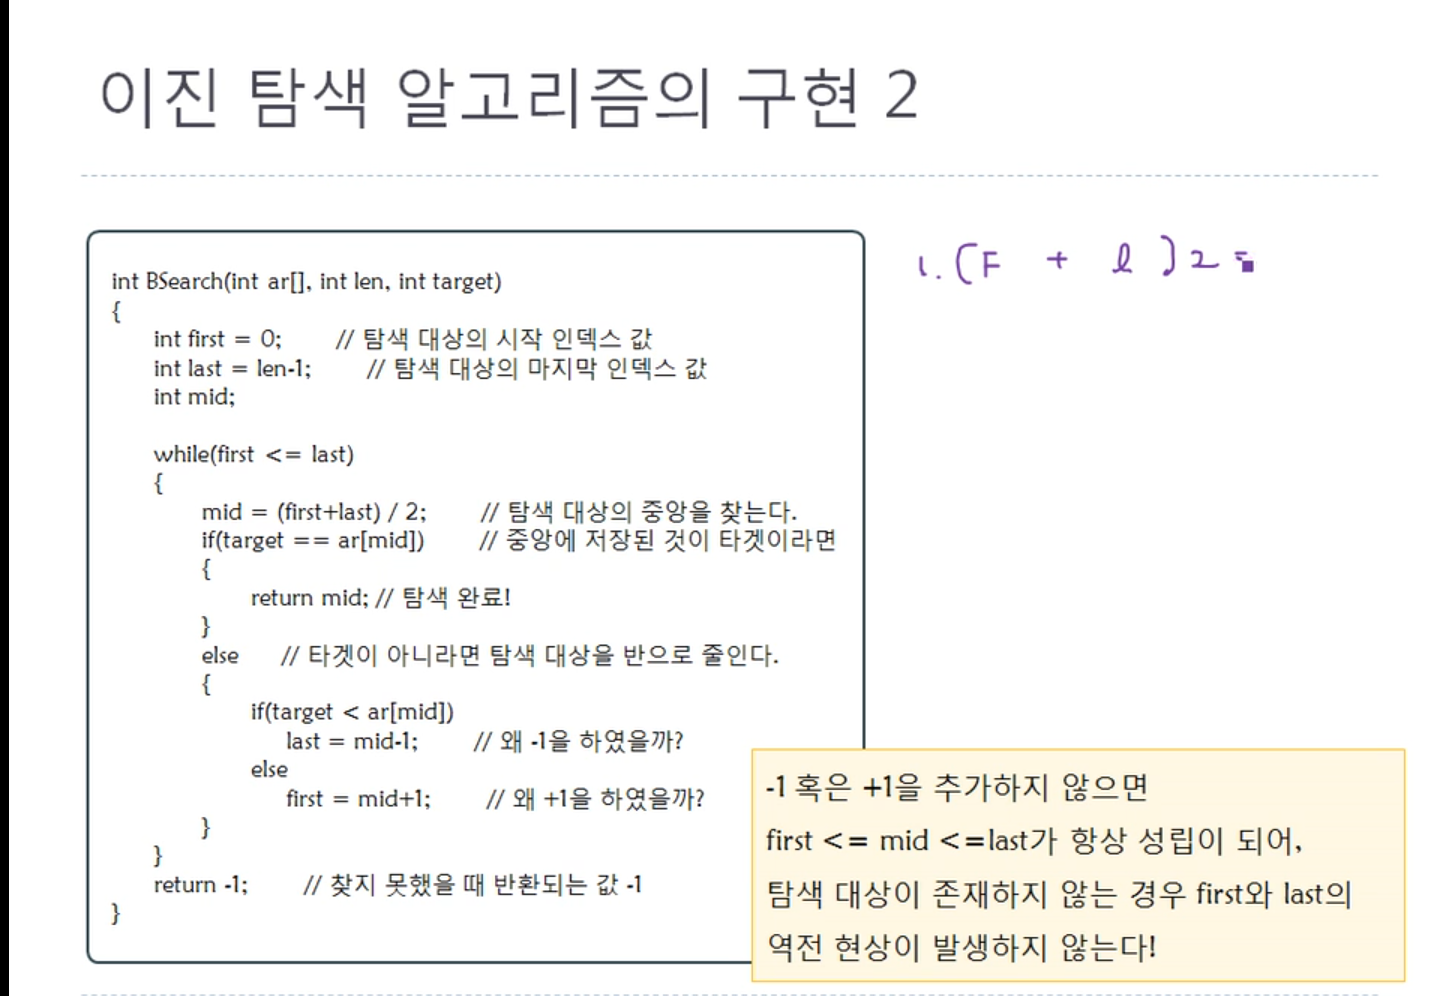 이진 탐색 알고리즘의 구현 2
1. (F + l) 2
int BSearch(int ar[], int len, int target)
{
int first = 0; // 탐색 대상의 시작 인덱스 값
int last = len-1; // 탐색 대상의 마지막 인덱스 값
int mid;
while(first <= last)
{
mid = (first+last) / 2; // 탐색 대상의 중앙을 찾는다.
if(target == ar[mid]) // 중앙에 저장된 것이 타겟이라면
{
return mid; // 탐색 완료!
}
else // 타겟이 아니라면 탐색 대상을 반으로 줄인다.
{
if(target < ar[mid])
last = mid-1; // 왜 -1을 하였을까?
else
first = mid+1; // 왜 +1을 하였을까?
}
}
return -1; // 찾지 못했을 때 반환되는 값 -1
}
-1 혹은 +1을 추가하지 않으면
first <= mid <=last가 항상 성립이 되어,
탐색 대상이 존재하지 않는 경우 first와 last의
역전 현상이 발생하지 않는다!